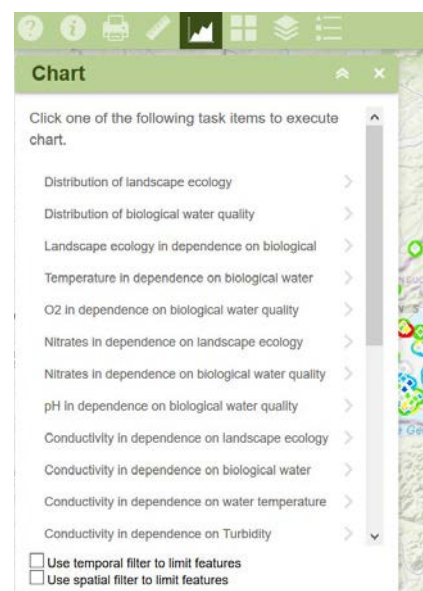 Chart
Click one of the following task items to execute
chart.
Distribution of landscape ecology
Distribution of biological water quality
Landscape ecology in dependence on biological
Temperature in dependence on biological water
O2 in dependence on biological water quality
Nitrates in dependence on landscape ecology
Nitrates in dependence on biological water quality
pH in dependence on biological water quality
Conductivity in dependence on landscape ecology
Conductivity in dependence on biological water
Conductivity in dependence on water temperature
Conductivity in dependence on Turbidity
Use temporal filter to limit features
Use spatial filter to limit features